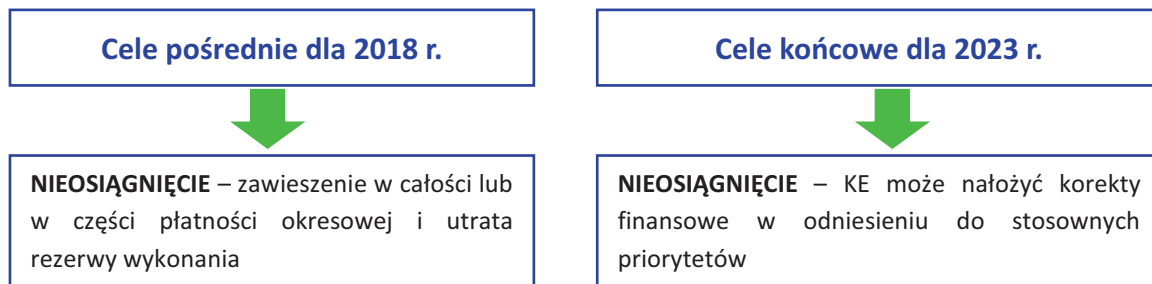 Cele pośrednie dla 2018 r.
NIEOSIĄGNIĘCIE – zawieszenie w całości lub
w części płatności okresowej i utrata
rezerwy wykonania
Cele końcowe dla 2023 r.
NIEOSIĄGNIĘCIE – KE może nałożyć korekty
finansowe w odniesieniu do stosownych
priorytetów